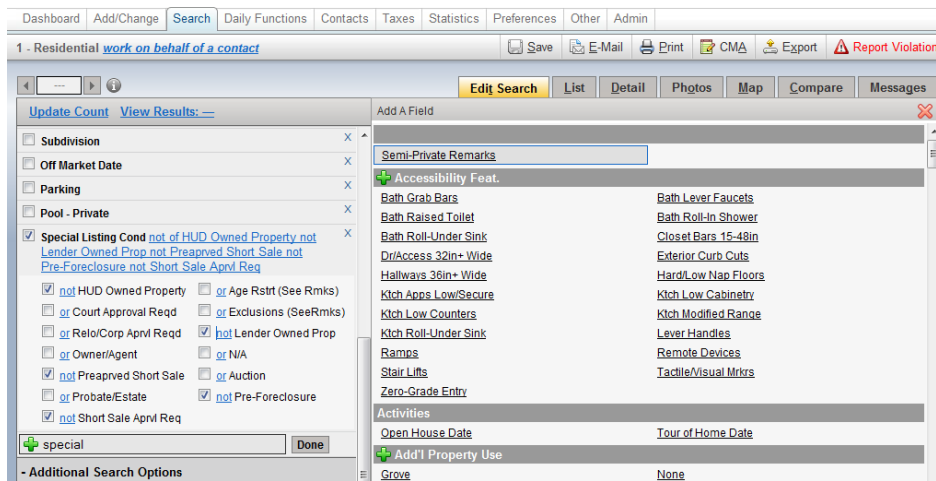 Dashboard Add/Change Search Daily Functions Contacts Taxes Statistics Preferences Other Admin
1 - Residential work on behalf of a contact Save E-Mail Print CMA Export Report Violation
--- Edit Search List Detail Photos Map Compare Messages
Update Count View Results: —
Subdivision X
Off Market Date X
Parking X
Pool - Private X
Special Listing Cond not of HUD Owned Property not X
Lender Owned Prop not Preaprved Short Sale not
Pre-Foreclosure not Short Sale Aprvl Req
not HUD Owned Property or Age Rstrt (See Rmks)
or Court Approval Reqd or Exclusions (SeeRmks)
or Relo/Corp Aprvl Reqd not Lender Owned Prop
or Owner/Agent or N/A
not Preaprved Short Sale or Auction
or Probate/Estate not Pre-Foreclosure
not Short Sale Aprvl Req
special Done
- Additional Search Options
Add A Field
Semi-Private Remarks
Accessibility Feat.
Bath Grab Bars Bath Lever Faucets
Bath Raised Toilet Bath Roll-In Shower
Bath Roll-Under Sink Closet Bars 15-48in
Dr/Access 32in+ Wide Exterior Curb Cuts
Hallways 36in+ Wide Hard/Low Nap Floors
Ktch Apps Low/Secure Ktch Low Cabinetry
Ktch Low Counters Ktch Modified Range
Ktch Roll-Under Sink Lever Handles
Ramps Remote Devices
Stair Lifts Tactile/Visual Mrkrs
Zero-Grade Entry
Activities
Open House Date Tour of Home Date
Add'l Property Use
Grove None